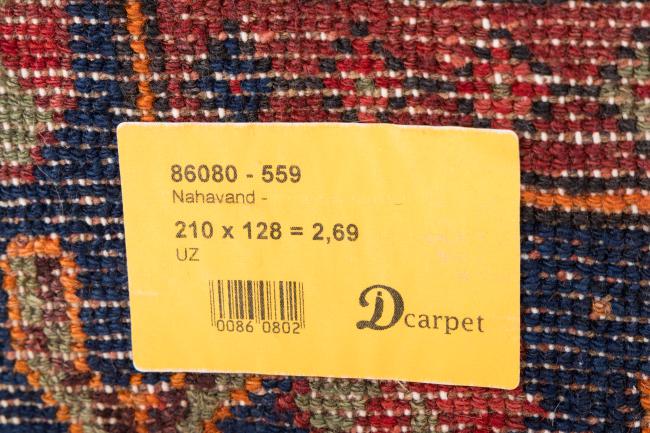 86080 - 559
Nahavand -
210 x 128 = 2,69
UZ
0086 0802
Dcarpet